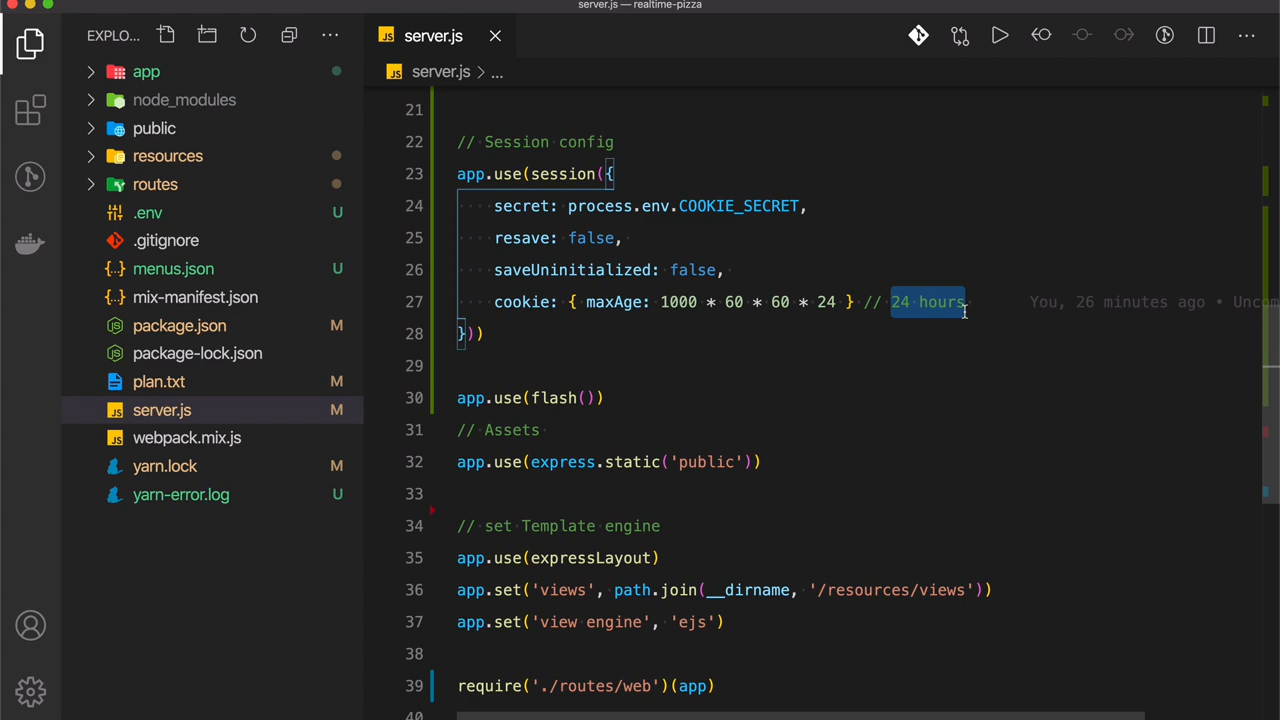 server.js — realtime-pizza
EXPLO...
server.js
app
server.js > ...
node_modules
public
resources
routes
.env U
.gitignore
menus.json U
mix-manifest.json
package.json M
package-lock.json
plan.txt M
server.js M
webpack.mix.js
yarn.lock M
yarn-error.log U
21
22 // Session config
23 app.use(session({
24 secret: process.env.COOKIE_SECRET,
25 resave: false,
26 saveUninitialized: false,
27 cookie: { maxAge: 1000 * 60 * 60 * 24 } // 24 hours You, 26 minutes ago • Uncom
28 }))
29
30 app.use(flash())
31 // Assets
32 app.use(express.static('public'))
33
34 // set Template engine
35 app.use(expressLayout)
36 app.set('views', path.join(__dirname, '/resources/views'))
37 app.set('view engine', 'ejs')
38
39 require('./routes/web')(app)
40